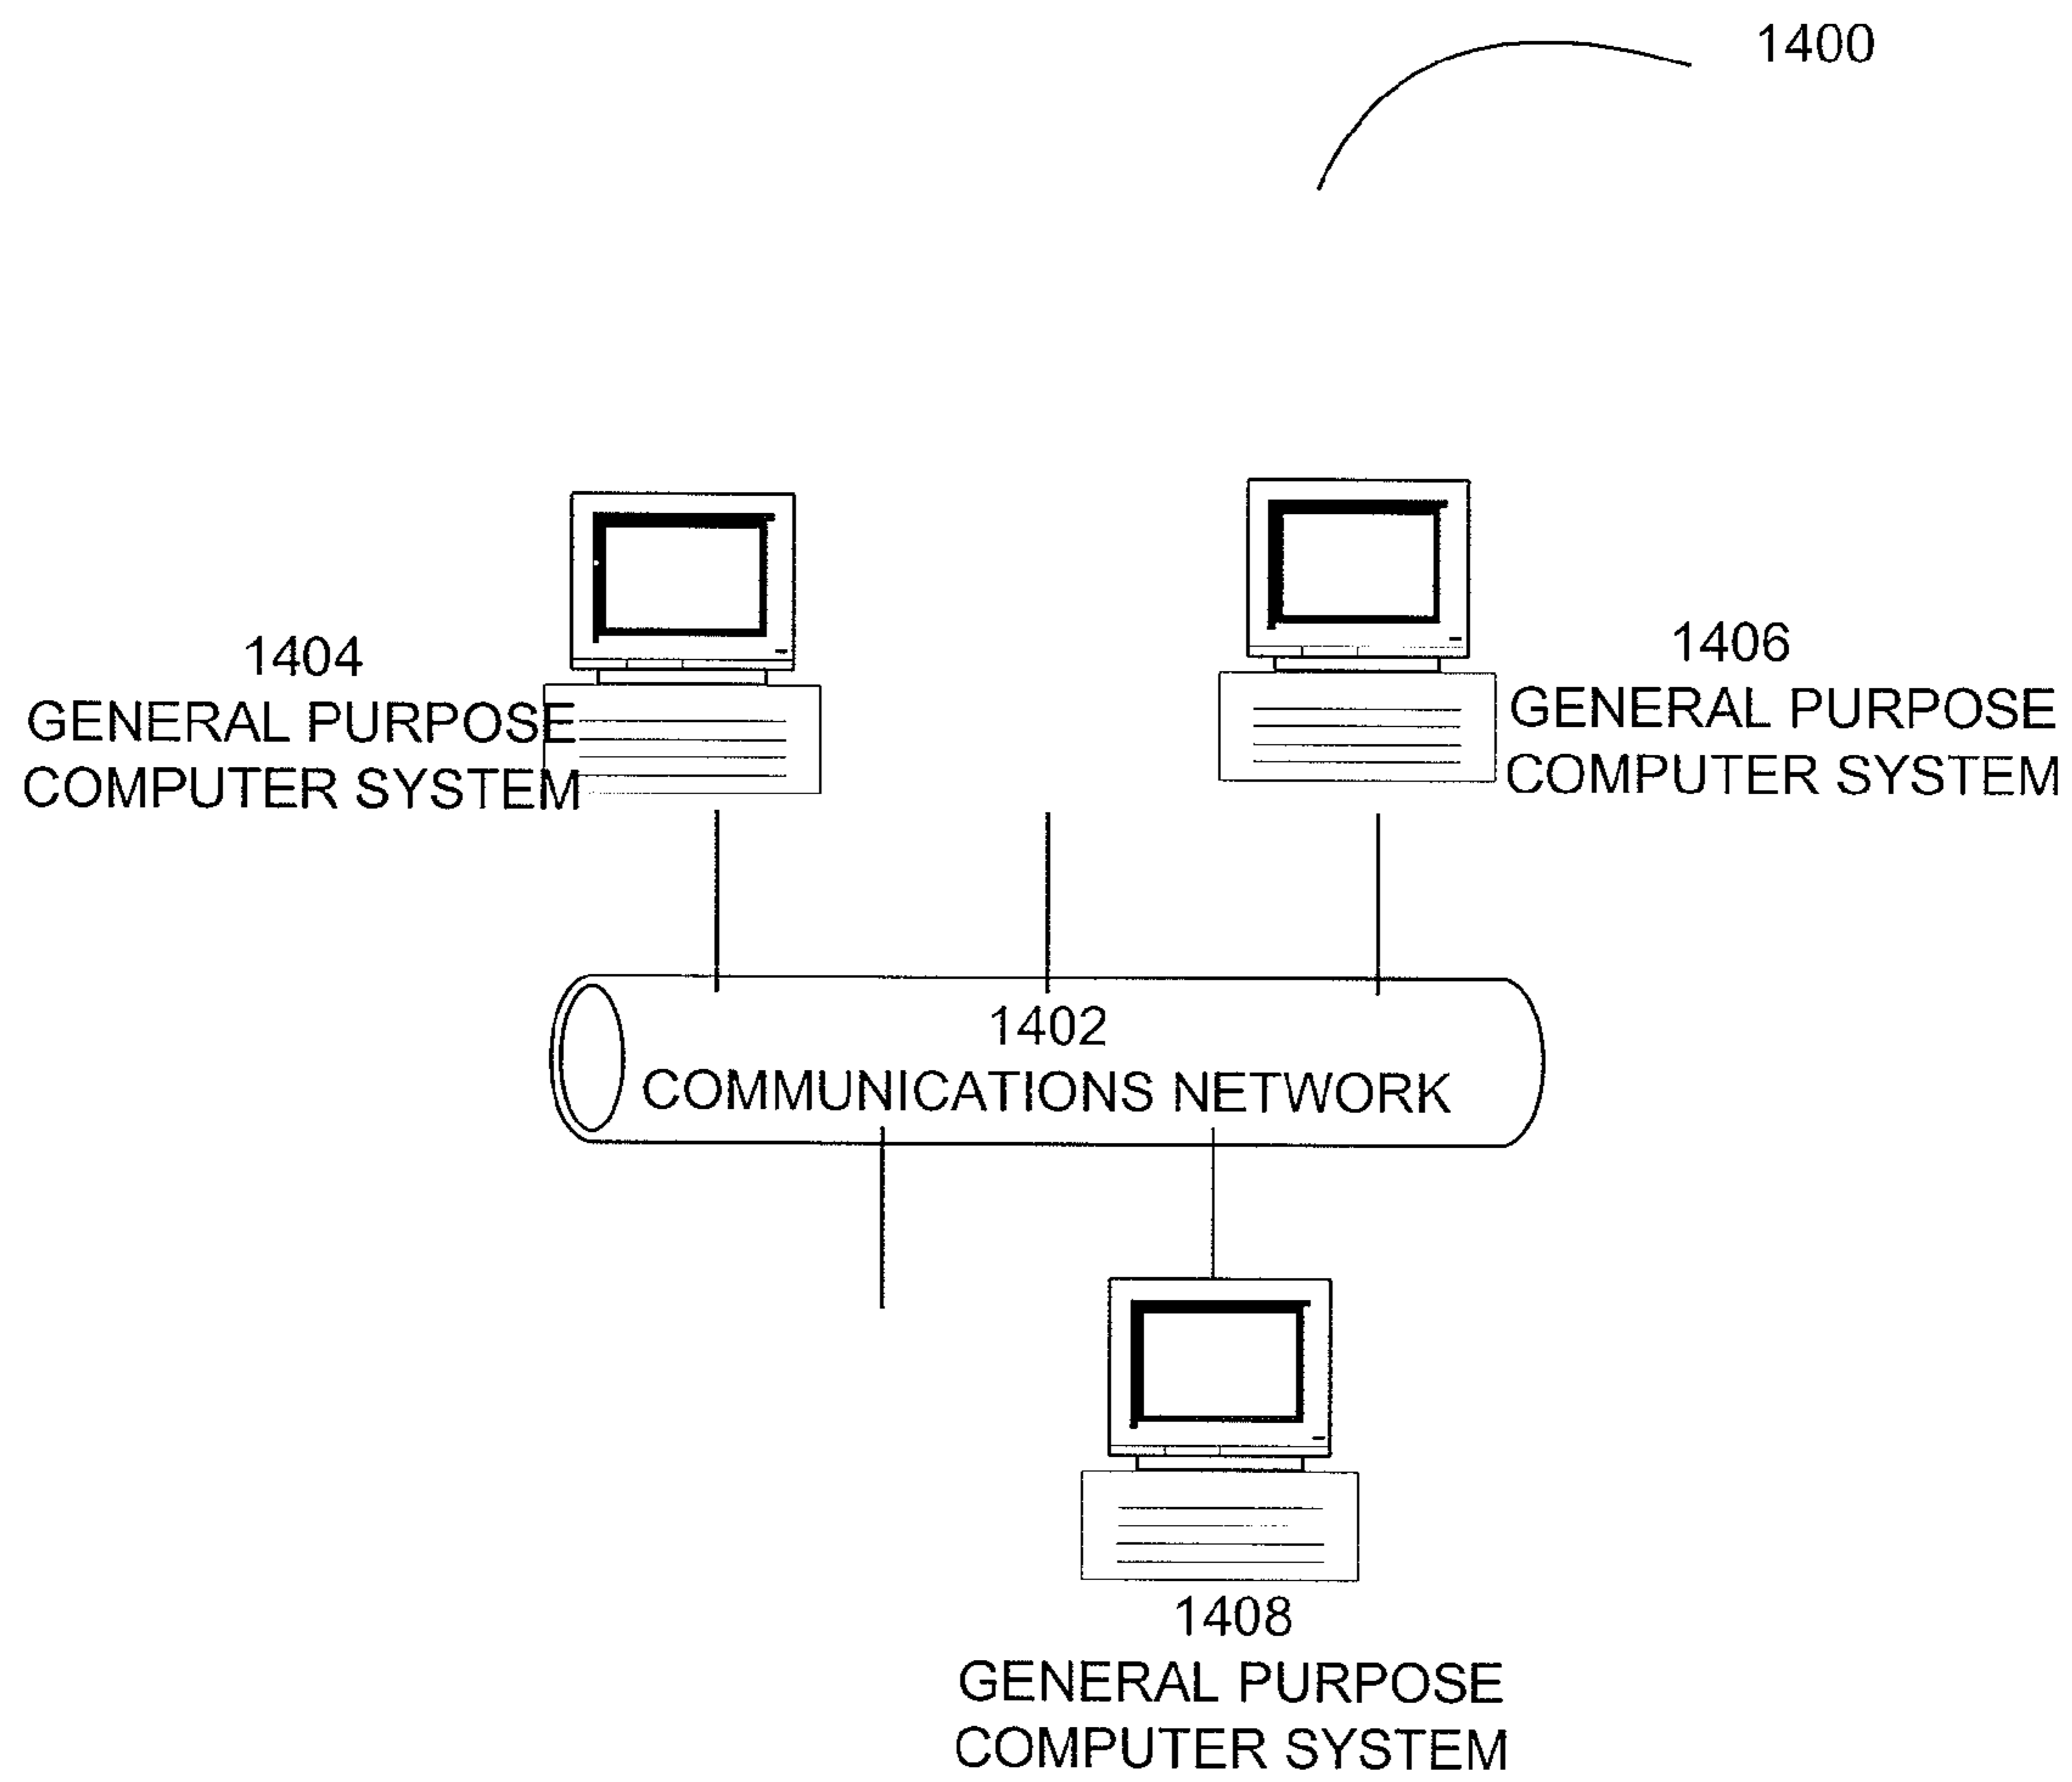 1400
1404
GENERAL PURPOSE
COMPUTER SYSTEM
1406
GENERAL PURPOSE
COMPUTER SYSTEM
1402
COMMUNICATIONS NETWORK
1408
GENERAL PURPOSE
COMPUTER SYSTEM